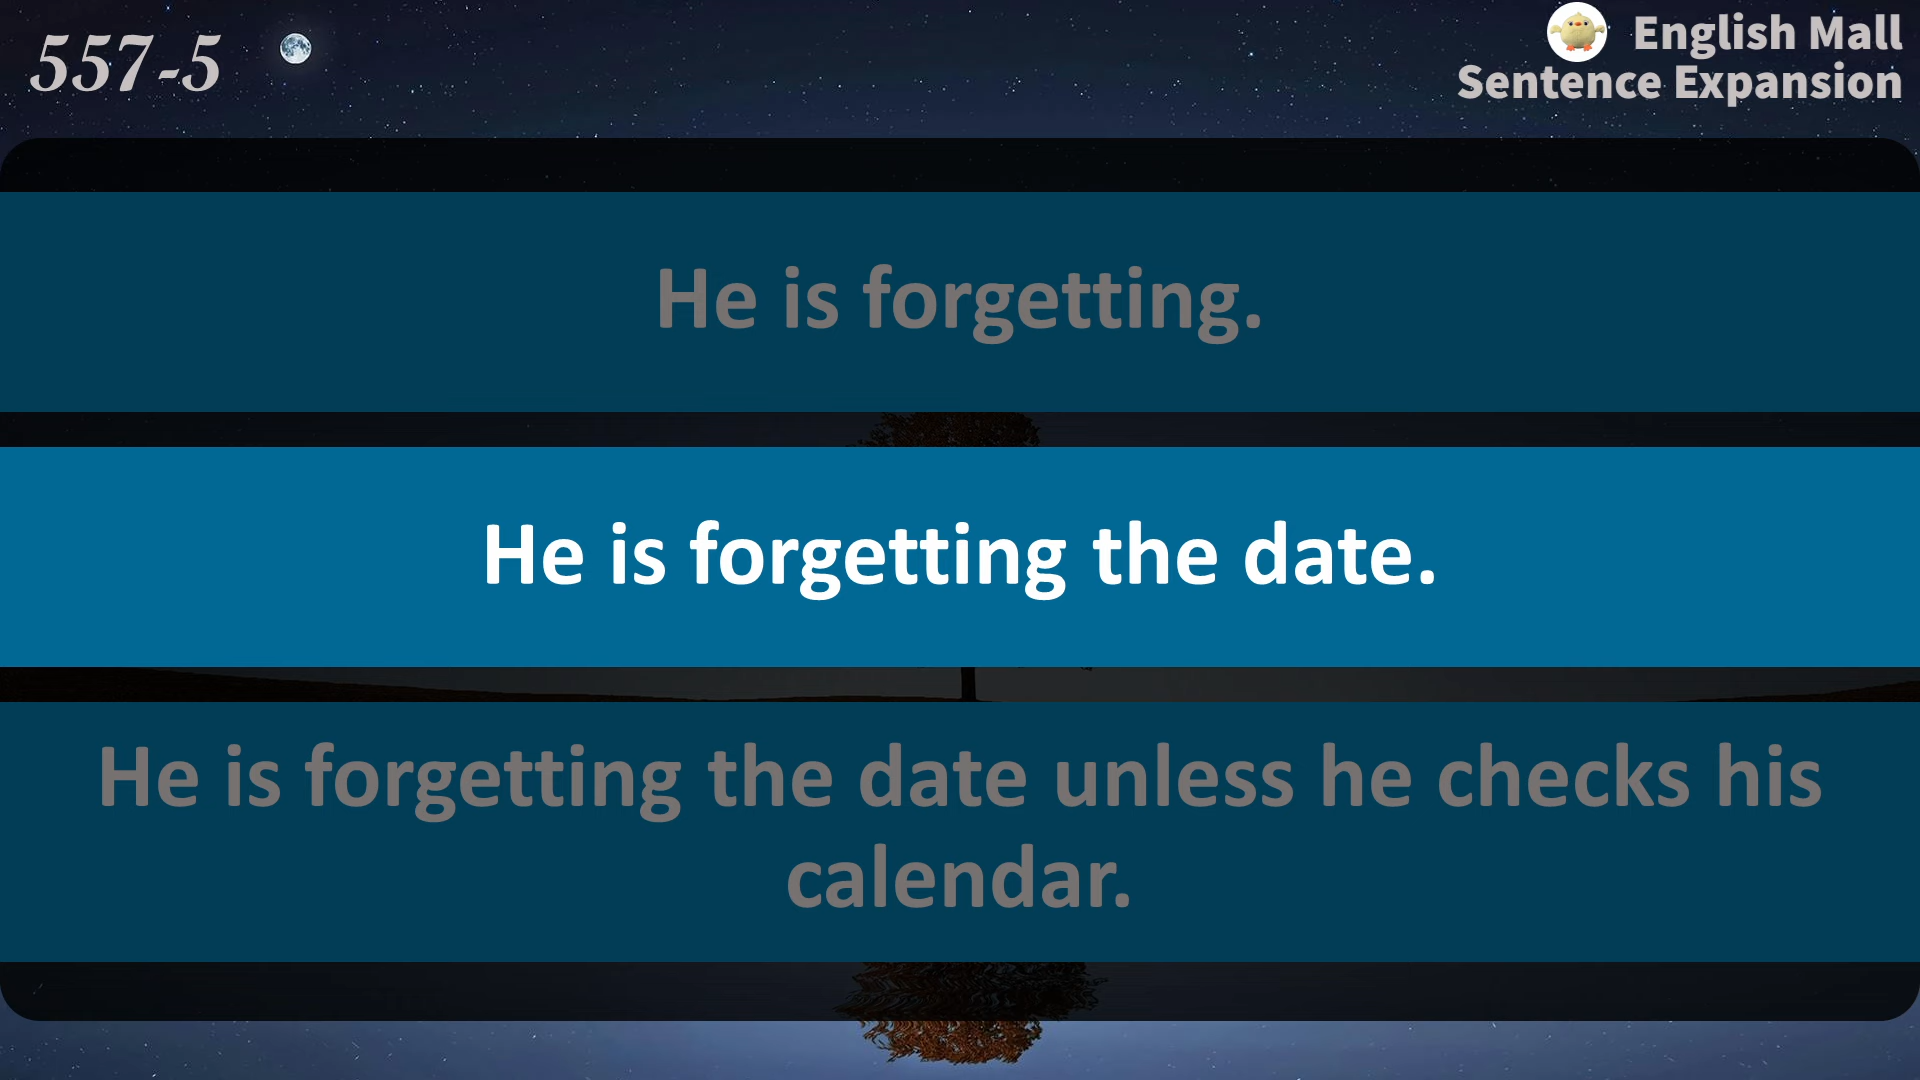 557-5
English Mall
Sentence Expansion
He is forgetting.
He is forgetting the date.
He is forgetting the date unless he checks his
calendar.